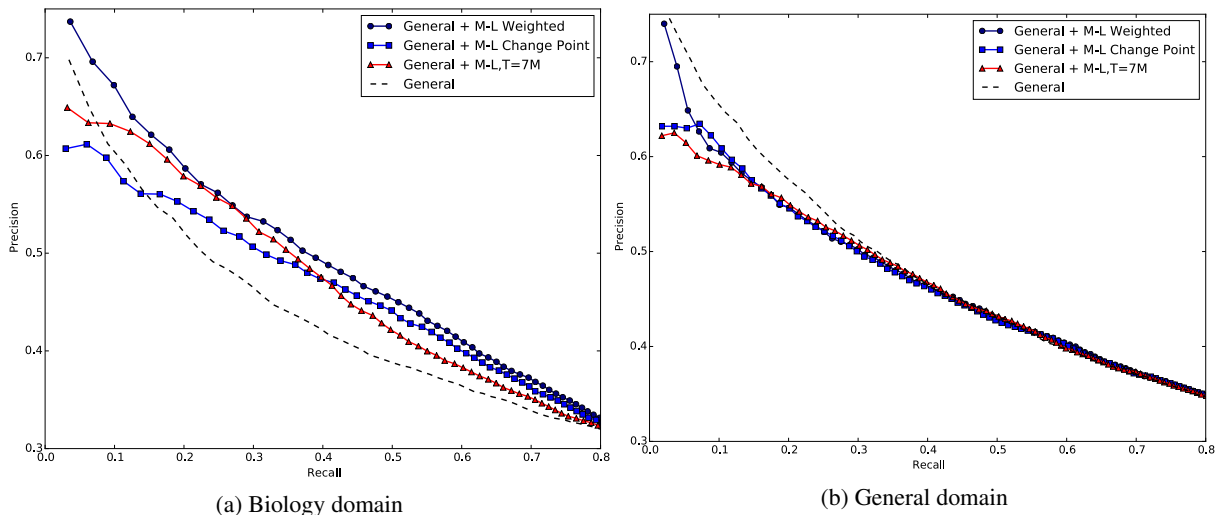 General + M-L Weighted
General + M-L Change Point
General + M-L,T=7M
General
Precision
0.7
0.6
0.5
0.4
0.3
0.0 0.1 0.2 0.3 0.4 0.5 0.6 0.7 0.8
Recall
(a) Biology domain
General + M-L Weighted
General + M-L Change Point
General + M-L,T=7M
General
Precision
0.7
0.6
0.5
0.4
0.3
0.0 0.1 0.2 0.3 0.4 0.5 0.6 0.7 0.8
Recall
(b) General domain